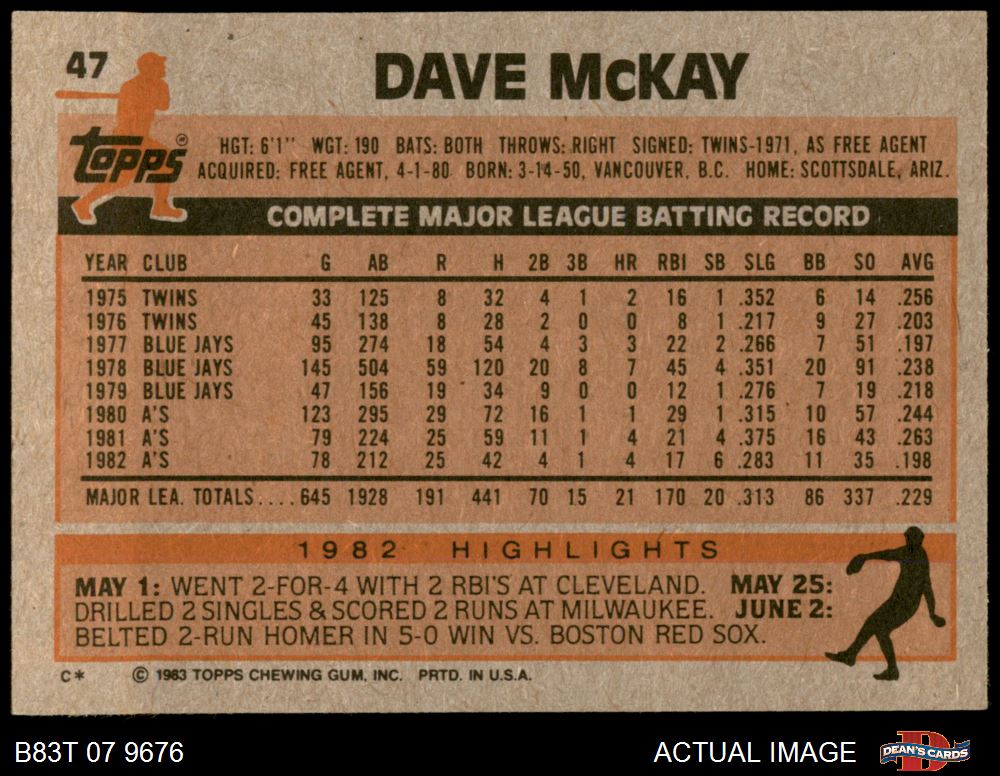 47
DAVE McKAY
TOPPS ®
HGT: 6'1'' WGT: 190 BATS: BOTH THROWS: RIGHT SIGNED: TWINS-1971, AS FREE AGENT
ACQUIRED: FREE AGENT, 4-1-80 BORN: 3-14-50, VANCOUVER, B.C. HOME: SCOTTSDALE, ARIZ.
COMPLETE MAJOR LEAGUE BATTING RECORD
YEAR CLUB G AB R H 2B 3B HR RBI SB SLG BB SO AVG
1975 TWINS 33 125 8 32 4 1 2 16 1 .352 6 14 .256
1976 TWINS 45 138 8 28 2 0 0 8 1 .217 9 27 .203
1977 BLUE JAYS 95 274 18 54 4 3 3 22 2 .266 7 51 .197
1978 BLUE JAYS 145 504 59 120 20 8 7 45 4 .351 20 91 .238
1979 BLUE JAYS 47 156 19 34 9 0 0 12 1 .276 7 19 .218
1980 A'S 123 295 29 72 16 1 1 29 1 .315 10 57 .244
1981 A'S 79 224 25 59 11 1 4 21 4 .375 16 43 .263
1982 A'S 78 212 25 42 4 1 4 17 6 .283 11 35 .198
MAJOR LEA. TOTALS.... 645 1928 191 441 70 15 21 170 20 .313 86 337 .229
1982 HIGHLIGHTS
MAY 1: WENT 2-FOR-4 WITH 2 RBI'S AT CLEVELAND. MAY 25:
DRILLED 2 SINGLES & SCORED 2 RUNS AT MILWAUKEE. JUNE 2:
BELTED 2-RUN HOMER IN 5-0 WIN VS. BOSTON RED SOX.
C* © 1983 TOPPS CHEWING GUM, INC. PRTD. IN U.S.A.
B83T 07 9676 ACTUAL IMAGE D DEAN'S CARDS